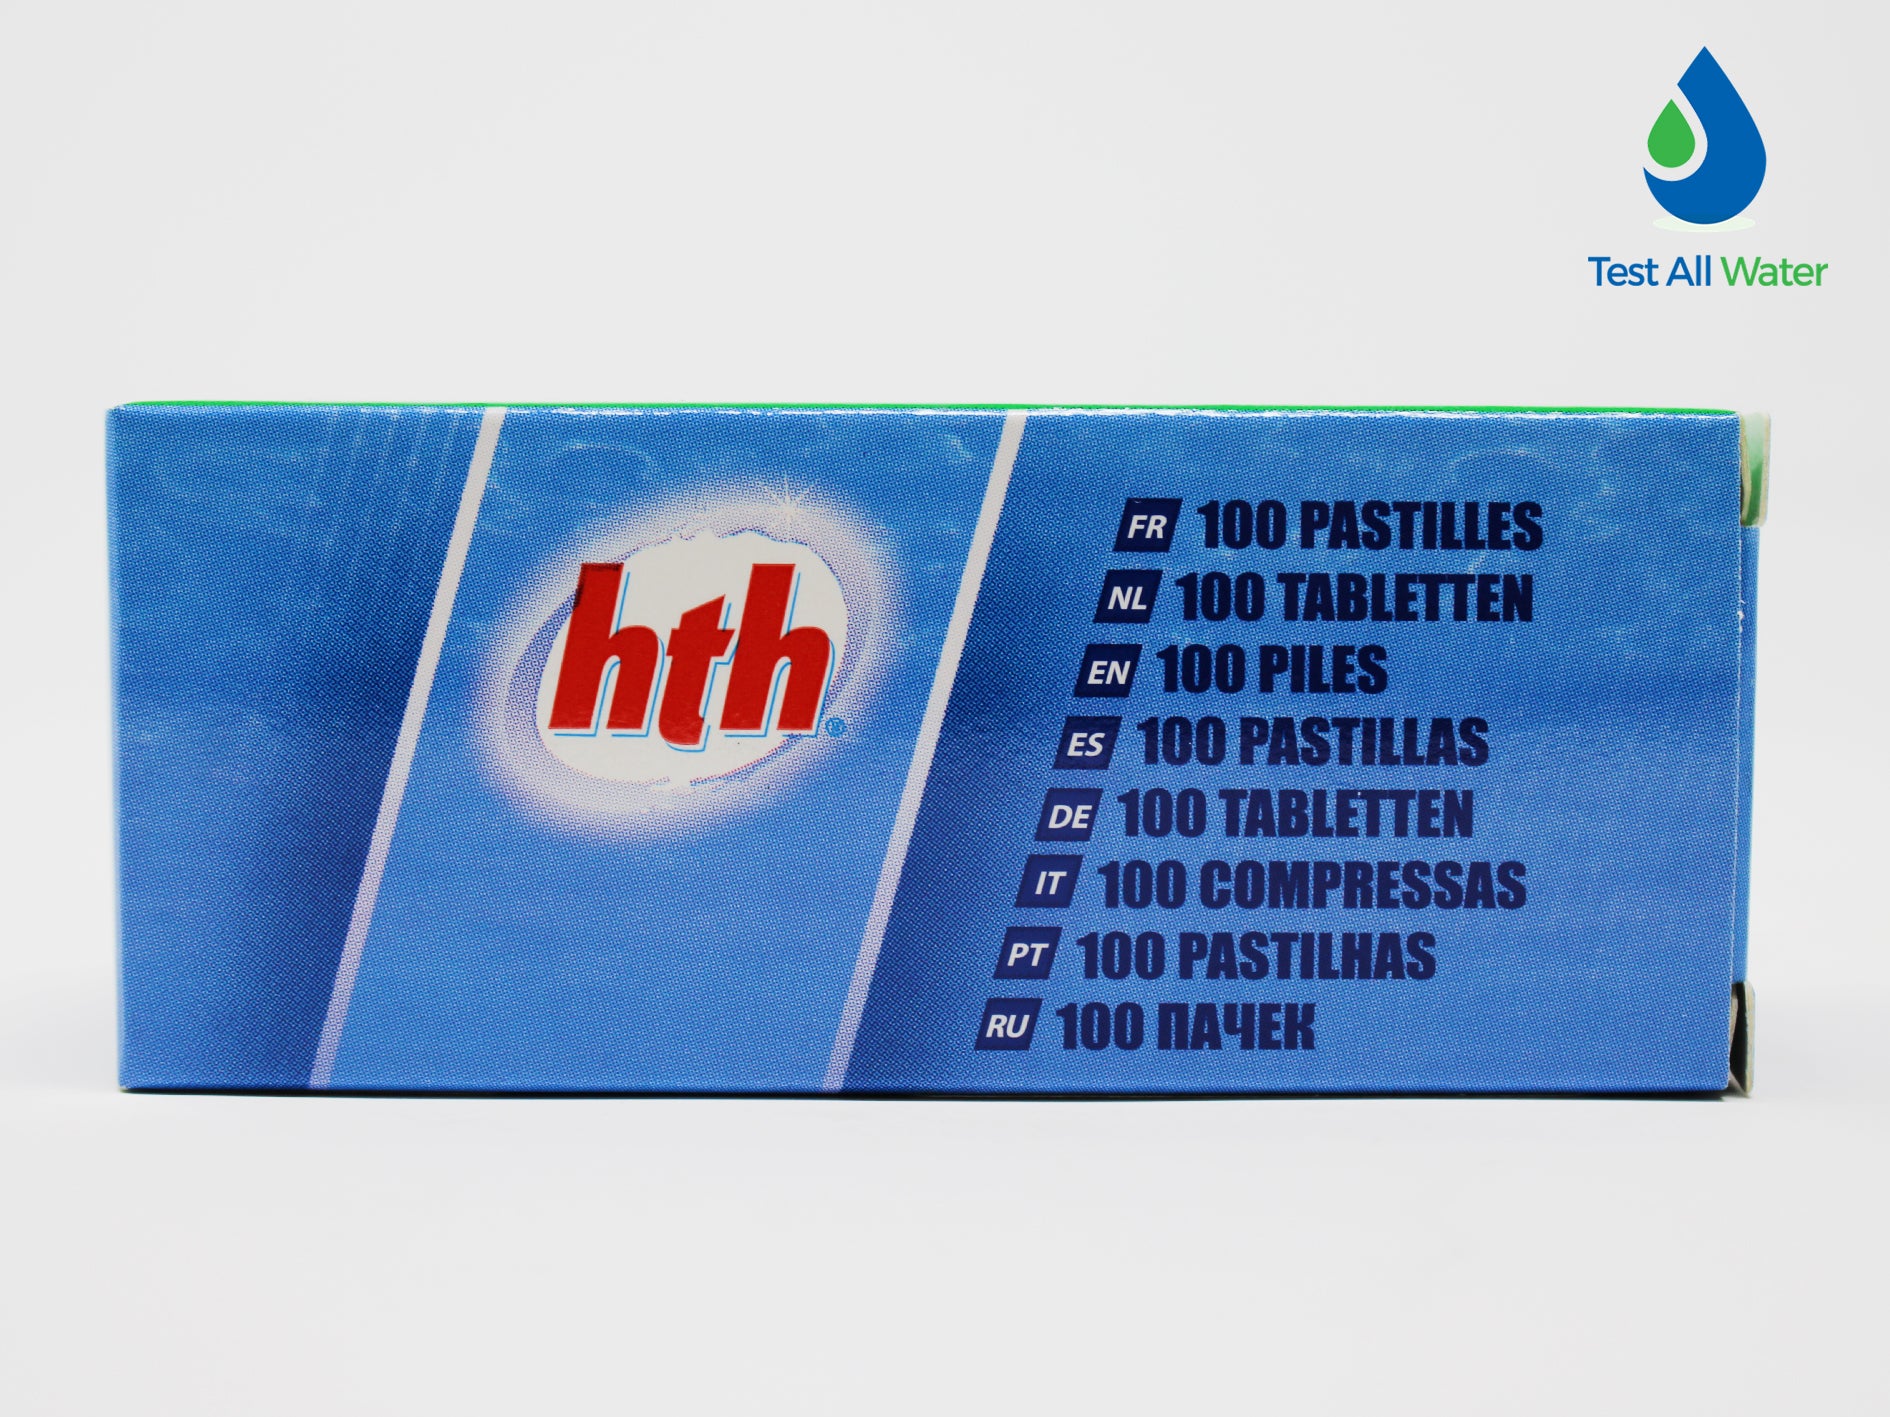 Test All Water
hth
FR 100 PASTILLES
NL 100 TABLETTEN
EN 100 PILES
ES 100 PASTILLAS
DE 100 TABLETTEN
IT 100 COMPRESSAS
PT 100 PASTILHAS
RU 100 ПАЧЕК